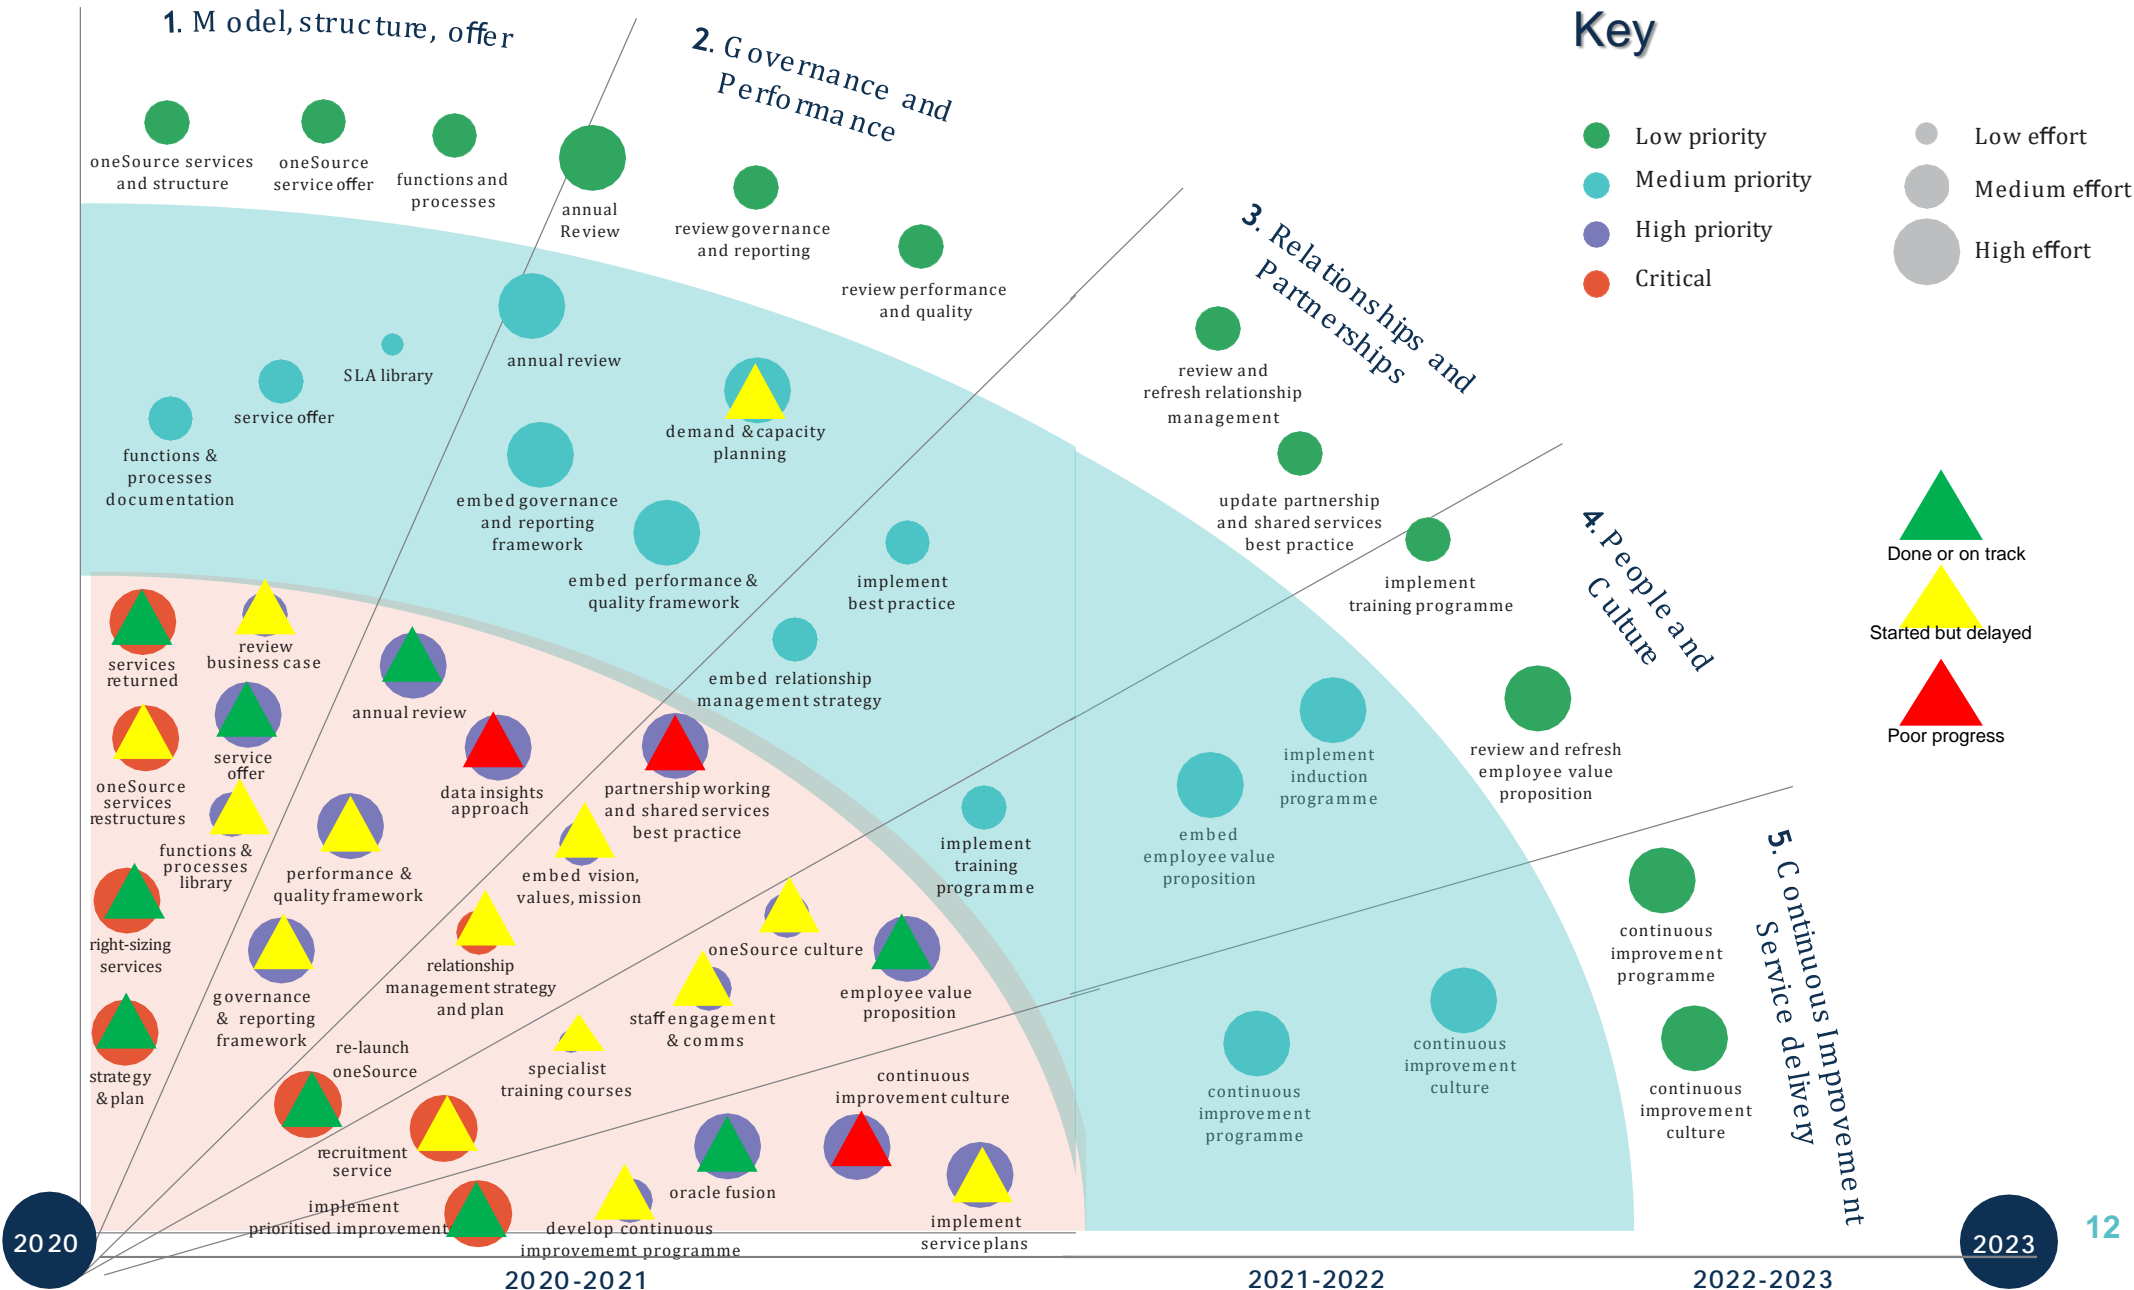 1. Model, structure, offer
2. Governance and
Performance
3. Relationships and
Partnerships
4. People and
Culture
5. Continuous Improvement
Service delivery
Key
Low priority
Medium priority
High priority
Critical
Low effort
Medium effort
High effort
Done or on track
Started but delayed
Poor progress
oneSource services
and structure
oneSource
service offer
functions and
processes
annual
Review
review governance
and reporting
review performance
and quality
review and
refresh relationship
management
update partnership
and shared services
best practice
implement
training programme
review and refresh
employee value
proposition
continuous
improvement
programme
continuous
improvement
culture
functions &
processes
documentation
service offer
SLA library
annual review
demand & capacity
planning
embed governance
and reporting
framework
embed performance &
quality framework
implement
best practice
embed relationship
management strategy
implement
training
programme
embed
employee value
proposition
implement
induction
programme
continuous
improvement
programme
continuous
improvement
culture
services
returned
review
business case
service
offer
oneSource
services
restructures
functions &
processes
library
right-sizing
services
strategy
& plan
annual review
data insights
approach
performance &
quality framework
governance
& reporting
framework
partnership working
and shared services
best practice
embed vision,
values, mission
relationship
management strategy
and plan
re-launch
oneSource
oneSource culture
employee value
proposition
staff engagement
& comms
specialist
training courses
recruitment
service
continuous
improvement culture
oracle fusion
implement
service plans
develop continuous
improvememt programme
implement
prioritised improvement
2020
2023
12
2020-2021
2021-2022
2022-2023